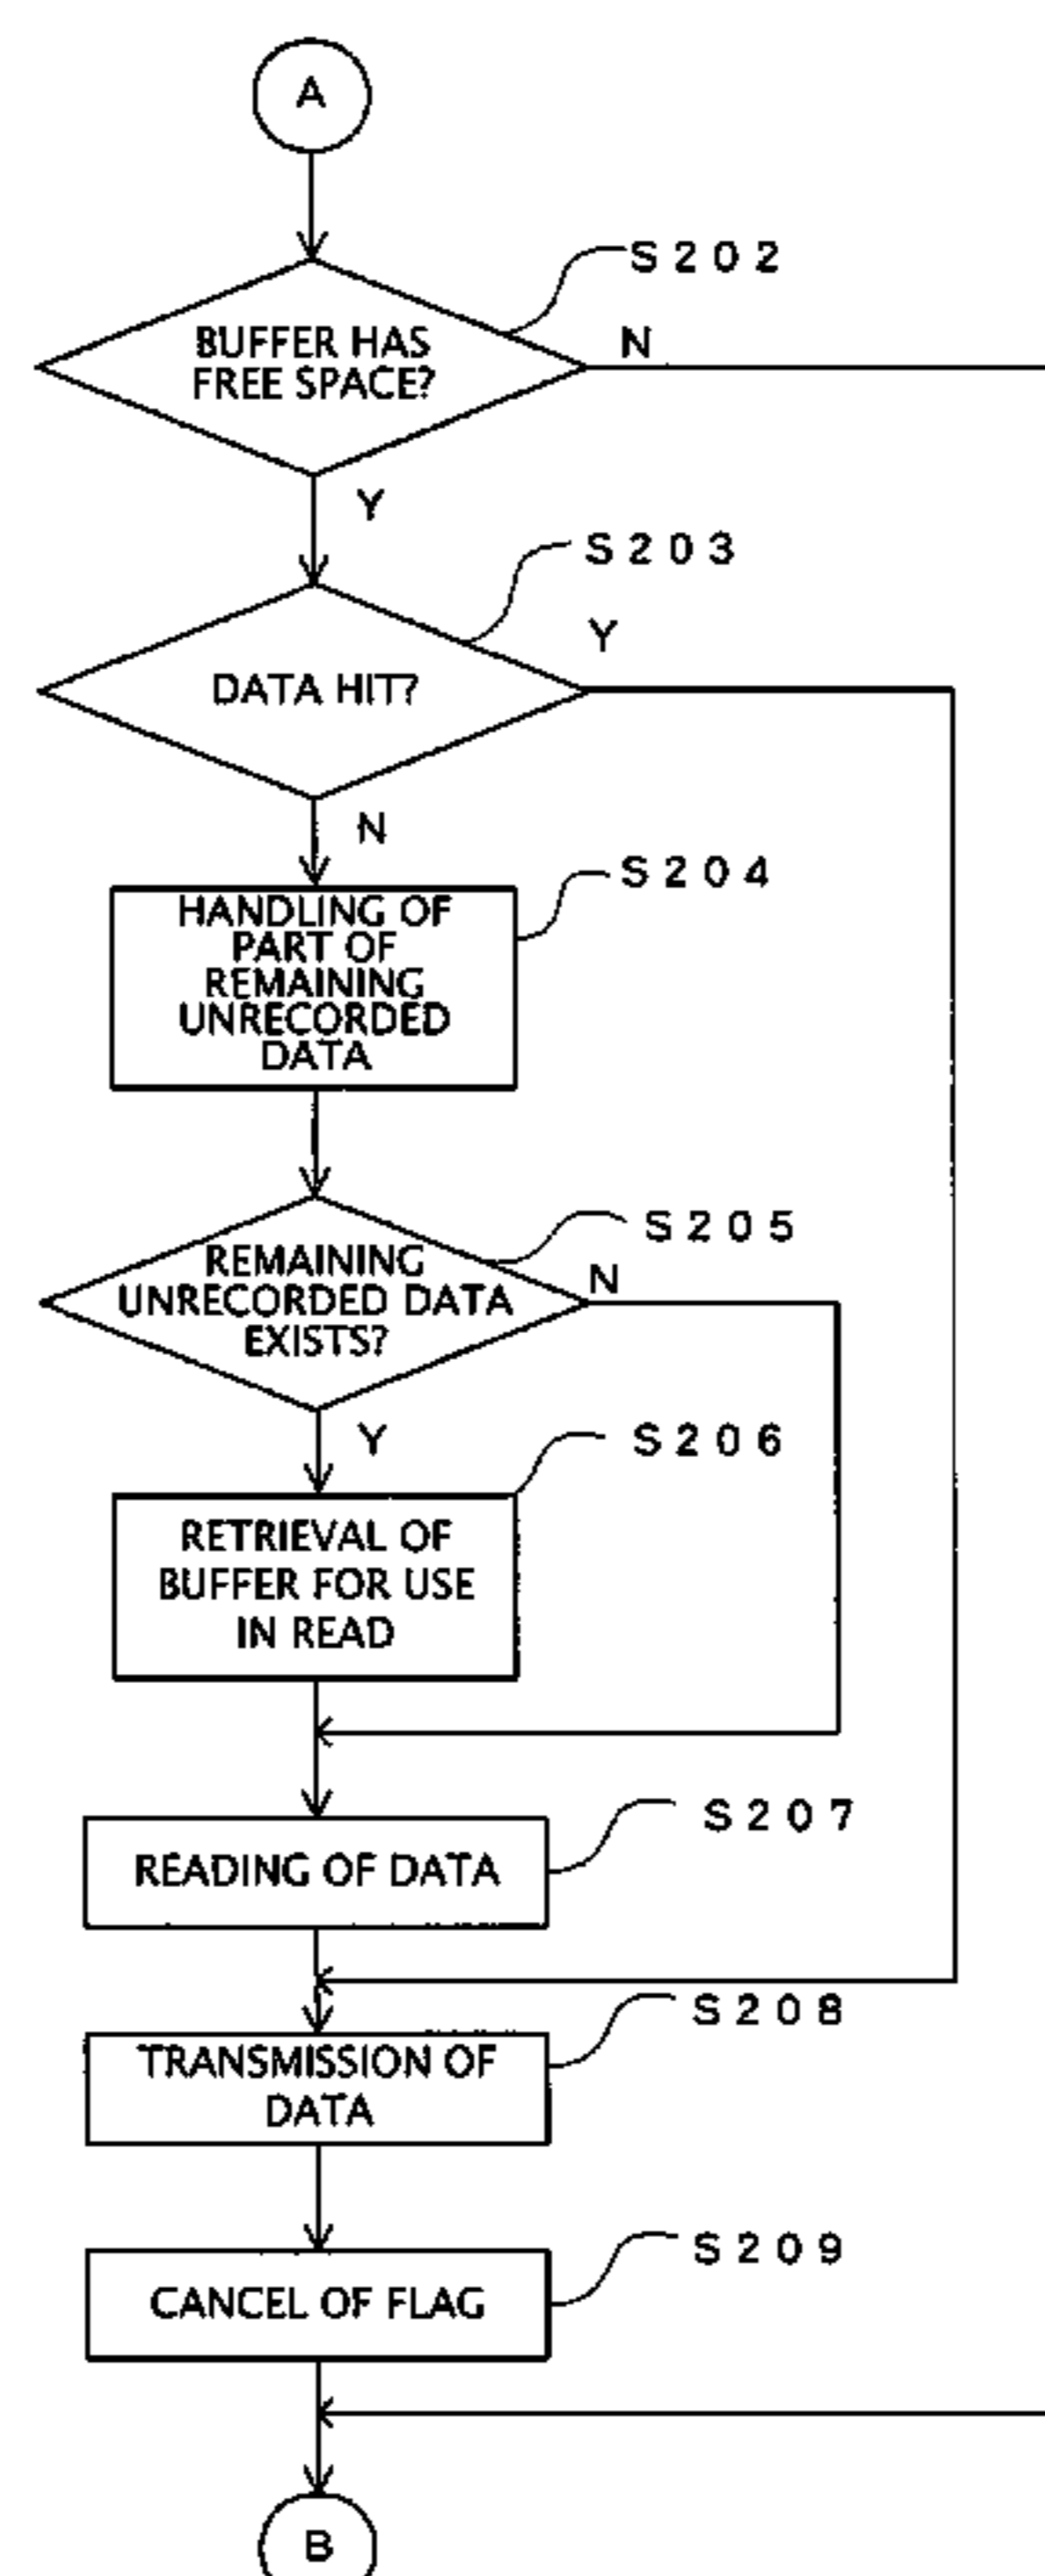 A
S202
BUFFER HAS
FREE SPACE?
N
Y
S203
Y
DATA HIT?
N
S204
HANDLING OF
PART OF
REMAINING
UNRECORDED
DATA
S205
REMAINING
UNRECORDED DATA
EXISTS?
N
Y
S206
RETRIEVAL OF
BUFFER FOR USE
IN READ
S207
READING OF DATA
S208
TRANSMISSION OF
DATA
S209
CANCEL OF FLAG
B